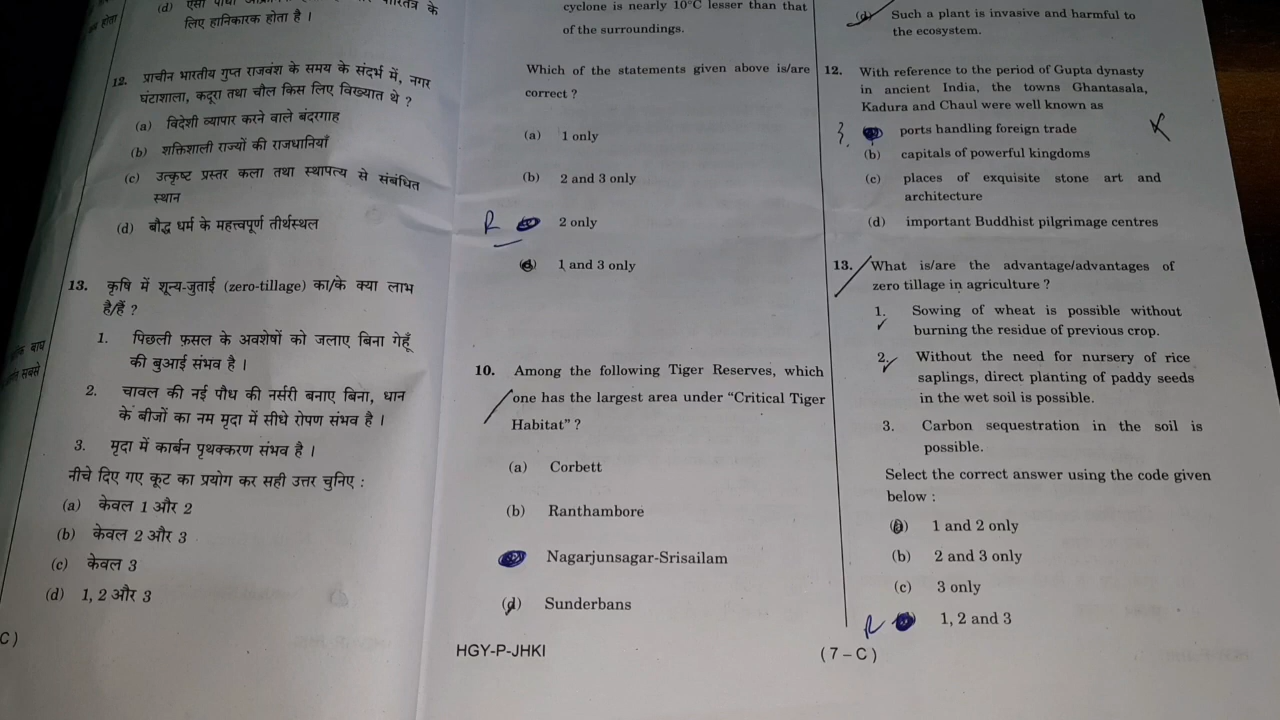 होता
(d) ऐसा पौधा
लिए हानिकारक होता है ।
12. प्राचीन भारतीय गुप्त राजवंश के समय के संदर्भ में, नगर
घंटाशाला, कदूरा तथा चौल किस लिए विख्यात थे ?
(a) विदेशी व्यापार करने वाले बंदरगाह
(b) शक्तिशाली राज्यों की राजधानियाँ
(c) उत्कृष्ट प्रस्तर कला तथा स्थापत्य से संबंधित
स्थान
(d) बौद्ध धर्म के महत्त्वपूर्ण तीर्थस्थल
13. कृषि में शून्य-जुताई (zero-tillage) का/के क्या लाभ
है/हैं ?
1. पिछली फ़सल के अवशेषों को जलाए बिना गेहूँ
की बुआई संभव है ।
2. चावल की नई पौध की नर्सरी बनाए बिना, धान
के बीजों का नम मृदा में सीधे रोपण संभव है ।
3. मृदा में कार्बन पृथक्करण संभव है ।
नीचे दिए गए कूट का प्रयोग कर सही उत्तर चुनिए :
(a) केवल 1 और 2
(b) केवल 2 और 3
(c) केवल 3
(d) 1, 2 और 3
C)
cyclone is nearly 10°C lesser than that
of the surroundings.
Which of the statements given above is/are
correct ?
(a) 1 only
(b) 2 and 3 only
R 2 only
(d) 1 and 3 only
10. Among the following Tiger Reserves, which
one has the largest area under “Critical Tiger
Habitat” ?
(a) Corbett
(b) Ranthambore
Nagarjunsagar-Srisailam
(d) Sunderbans
HGY-P-JHKI
(d) Such a plant is invasive and harmful to
the ecosystem.
12. With reference to the period of Gupta dynasty
in ancient India, the towns Ghantasala,
Kadura and Chaul were well known as
ports handling foreign trade
(b) capitals of powerful kingdoms
(c) places of exquisite stone art and
architecture
(d) important Buddhist pilgrimage centres
13. What is/are the advantage/advantages of
zero tillage in agriculture ?
1. Sowing of wheat is possible without
burning the residue of previous crop.
2. Without the need for nursery of rice
saplings, direct planting of paddy seeds
in the wet soil is possible.
3. Carbon sequestration in the soil is
possible.
Select the correct answer using the code given
below :
(a) 1 and 2 only
(b) 2 and 3 only
(c) 3 only
R 1, 2 and 3
(7 – C)